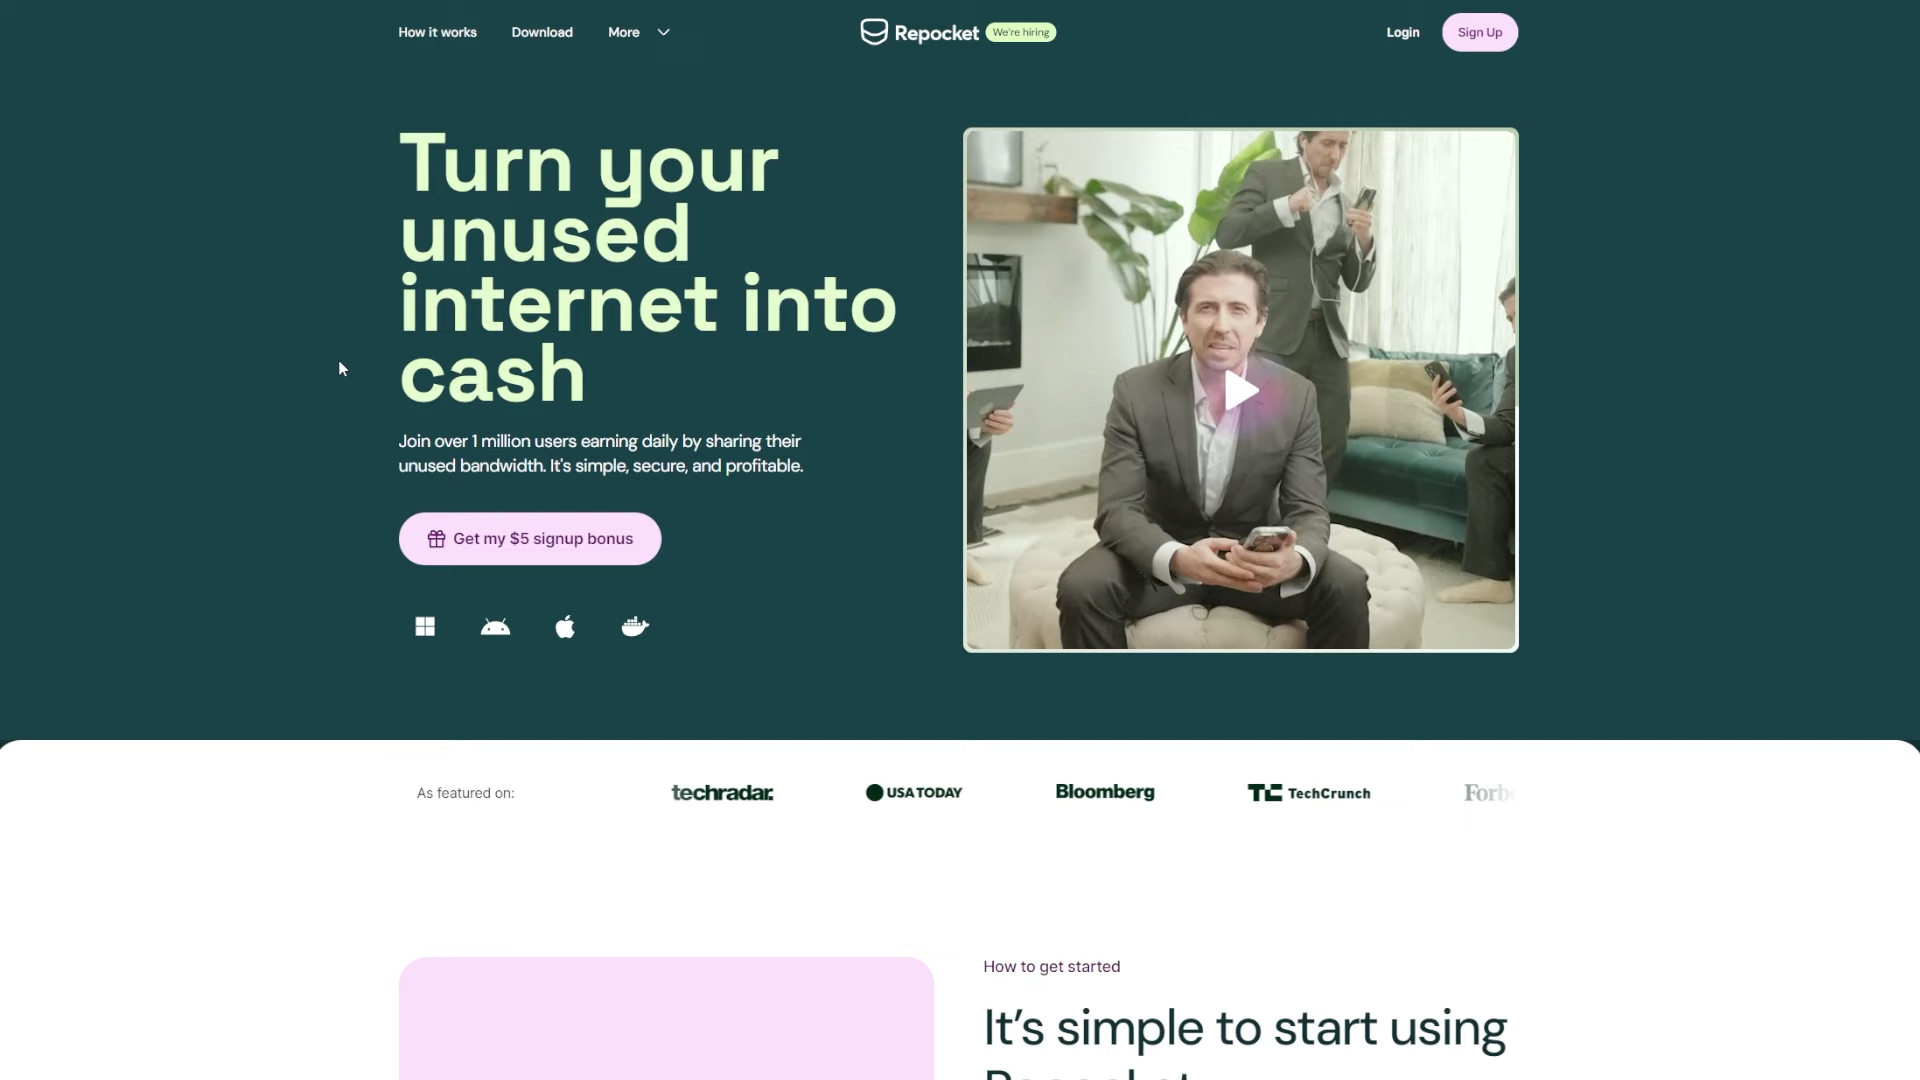 How it works
Download
More
Repocket
We're hiring
Login
Sign Up
Turn your
unused
internet into
cash
Join over 1 million users earning daily by sharing their
unused bandwidth. It's simple, secure, and profitable.
Get my $5 signup bonus
As featured on:
techradar.
USA TODAY
Bloomberg
TC TechCrunch
How to get started
It’s simple to start using